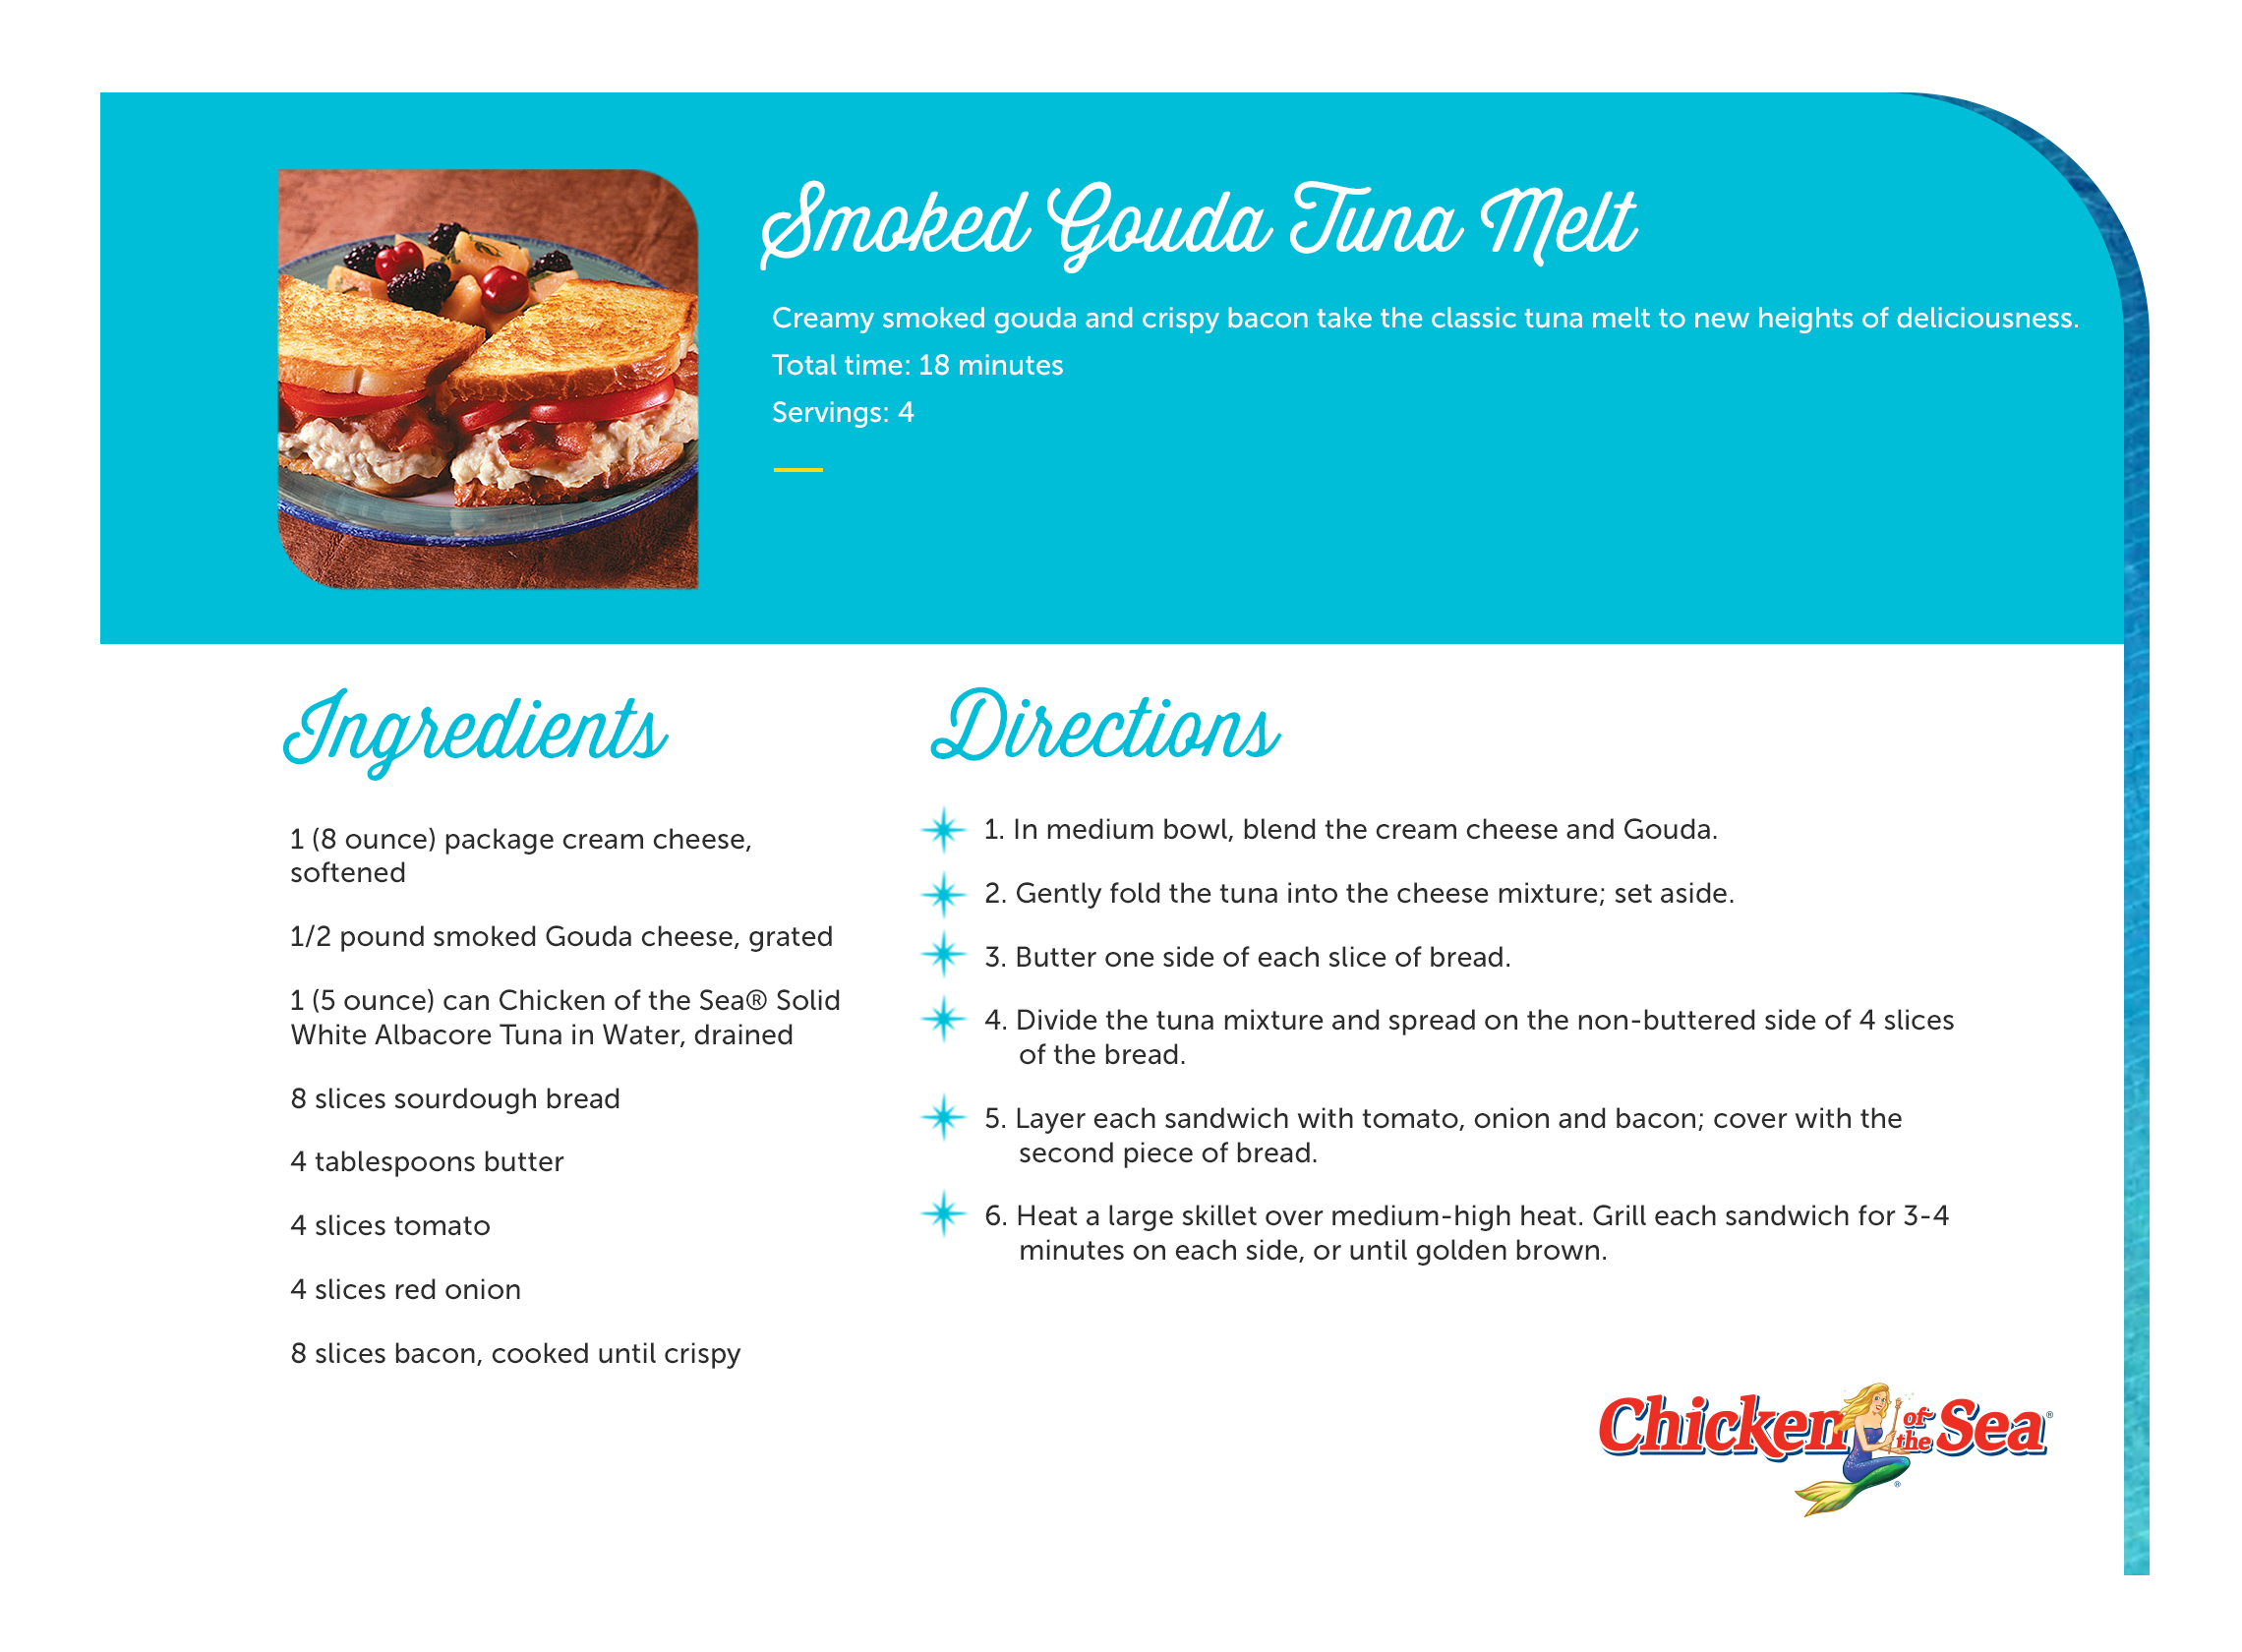 Smoked Gouda Tuna Melt
Creamy smoked gouda and crispy bacon take the classic tuna melt to new heights of deliciousness.
Total time: 18 minutes
Servings: 4
Ingredients
1 (8 ounce) package cream cheese,
softened
1/2 pound smoked Gouda cheese, grated
1 (5 ounce) can Chicken of the Sea® Solid
White Albacore Tuna in Water, drained
8 slices sourdough bread
4 tablespoons butter
4 slices tomato
4 slices red onion
8 slices bacon, cooked until crispy
Directions
1. In medium bowl, blend the cream cheese and Gouda.
2. Gently fold the tuna into the cheese mixture; set aside.
3. Butter one side of each slice of bread.
4. Divide the tuna mixture and spread on the non-buttered side of 4 slices
of the bread.
5. Layer each sandwich with tomato, onion and bacon; cover with the
second piece of bread.
6. Heat a large skillet over medium-high heat. Grill each sandwich for 3-4
minutes on each side, or until golden brown.
Chicken of the Sea®
®